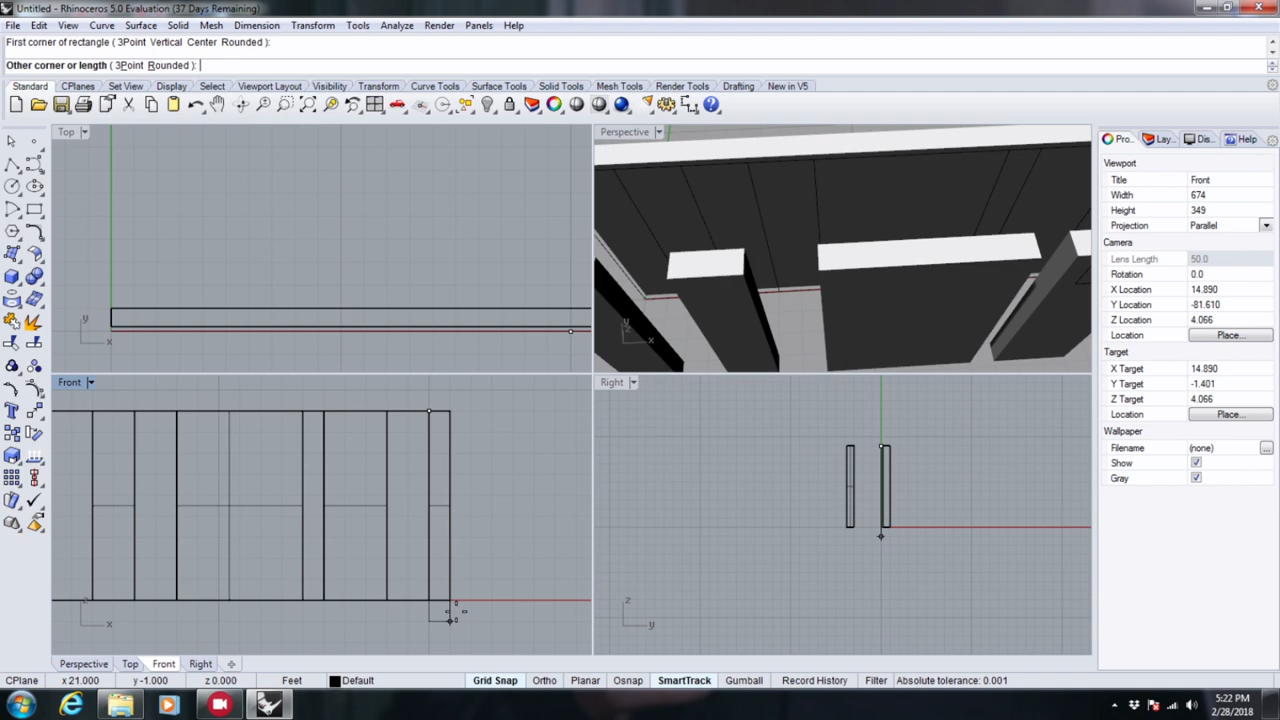 Untitled - Rhinoceros 5.0 Evaluation (37 Days Remaining)
File Edit View Curve Surface Solid Mesh Dimension Transform Tools Analyze Render Panels Help
First corner of rectangle ( 3Point Vertical Center Rounded ):
Other corner or length ( 3Point Rounded ):
Standard CPlanes Set View Display Select Viewport Layout Visibility Transform Curve Tools Surface Tools Solid Tools Mesh Tools Render Tools Drafting New in V5
Top
y
x
Perspective
z
y
x
Front
z
x
Right
z
y
Pro... Lay... Dis... Help
Viewport
Title Front
Width 674
Height 349
Projection Parallel
Camera
Lens Length 50.0
Rotation 0.0
X Location 14.890
Y Location -81.610
Z Location 4.066
Location Place...
Target
X Target 14.890
Y Target -1.401
Z Target 4.066
Location Place...
Wallpaper
Filename (none) ...
Show
Gray
Perspective Top Front Right
CPlane x 21.000 y -1.000 z 0.000 Feet Default Grid Snap Ortho Planar Osnap SmartTrack Gumball Record History Filter Absolute tolerance: 0.001
5:22 PM
2/28/2018